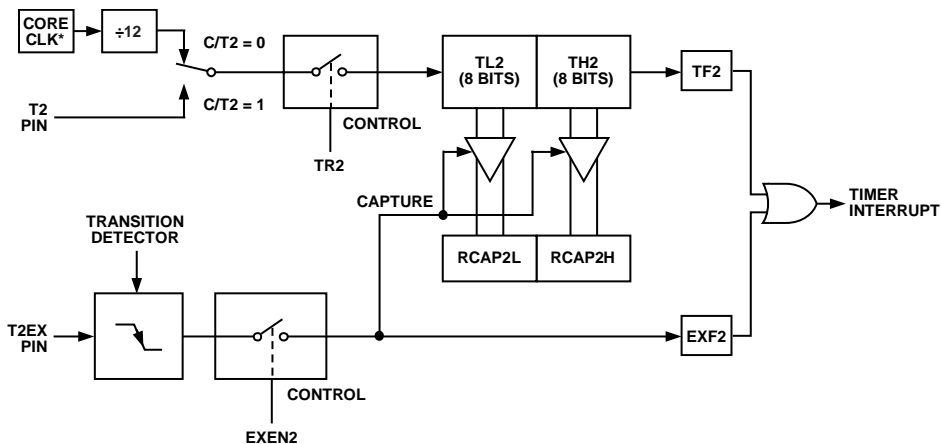 CORE
CLK*
÷12
C/T2 = 0
C/T2 = 1
T2
PIN
CONTROL
TR2
TL2
(8 BITS)
TH2
(8 BITS)
TF2
CAPTURE
TIMER
INTERRUPT
TRANSITION
DETECTOR
RCAP2L
RCAP2H
T2EX
PIN
EXF2
CONTROL
EXEN2